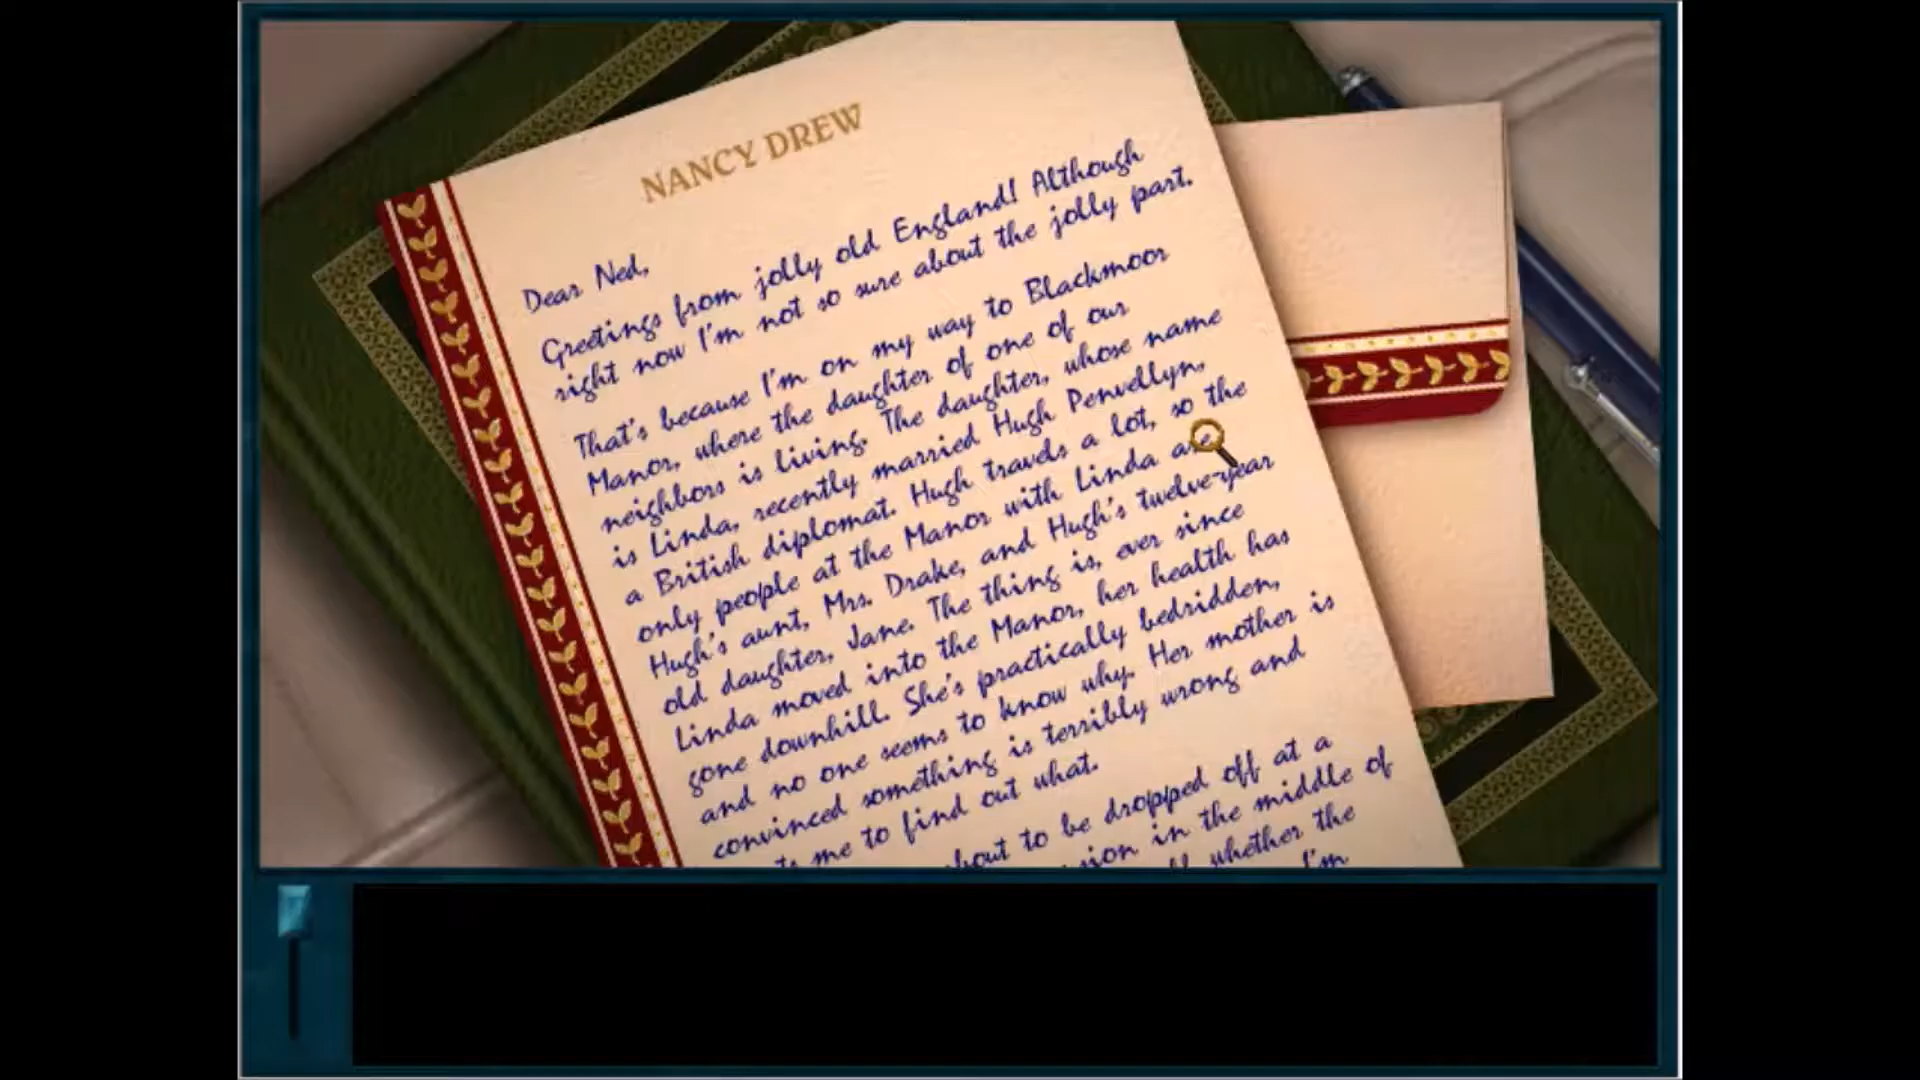 NANCY DREW
Dear Ned,
Greetings from jolly old England! Although
right now I'm not so sure about the jolly part.
That's because I'm on my way to Blackmoor
Manor, where the daughter of one of our
neighbors is living. The daughter, whose name
is Linda, recently married Hugh Penvellyn,
a British diplomat. Hugh travels a lot, so the
only people at the Manor with Linda are
Hugh's aunt, Mrs. Drake, and Hugh's twelve-year
old daughter, Jane. The thing is, ever since
Linda moved into the Manor, her health has
gone downhill. She's practically bedridden,
and no one seems to know why. Her mother is
convinced something is terribly wrong and
me to find out what.
about to be dropped off at a
in the middle of
whether the
I'm